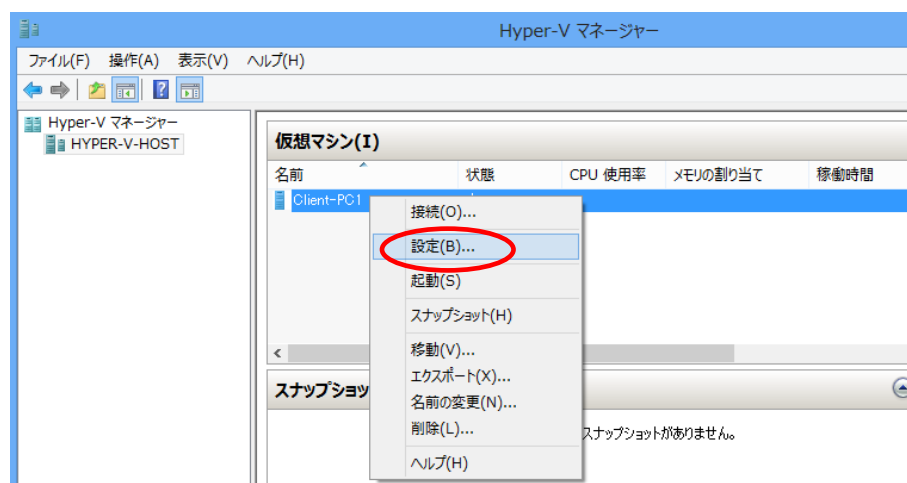 Hyper-V マネージャー
ファイル(F) 操作(A) 表示(V) ヘルプ(H)
Hyper-V マネージャー
HYPER-V-HOST
仮想マシン(I)
名前 状態 CPU 使用率 メモリの割り当て 稼働時間
Client-PC1
接続(O)...
設定(B)...
起動(S)
スナップショット(H)
移動(V)...
エクスポート(X)...
名前の変更(N)...
削除(L)...
ヘルプ(H)
スナップショッ
スナップショットがありません。